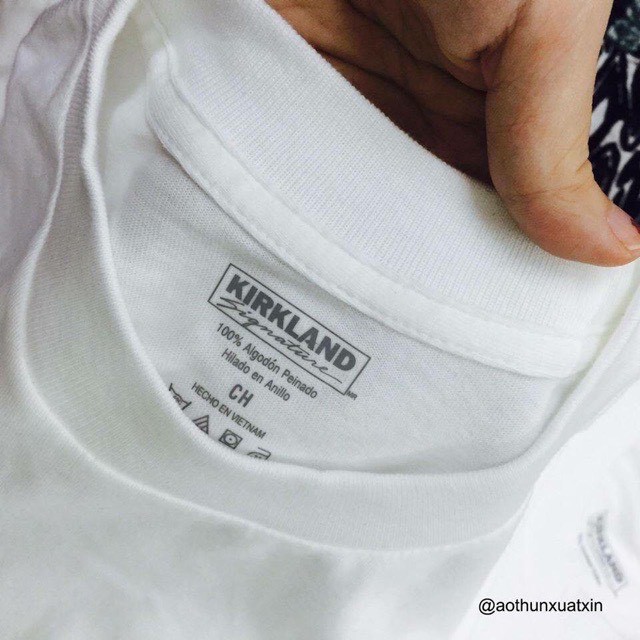 KIRKLAND
Signature
100% Algodón Peinado
Hilado en Anillo
CH
HECHO EN VIETNAM
@aothunxuatxin